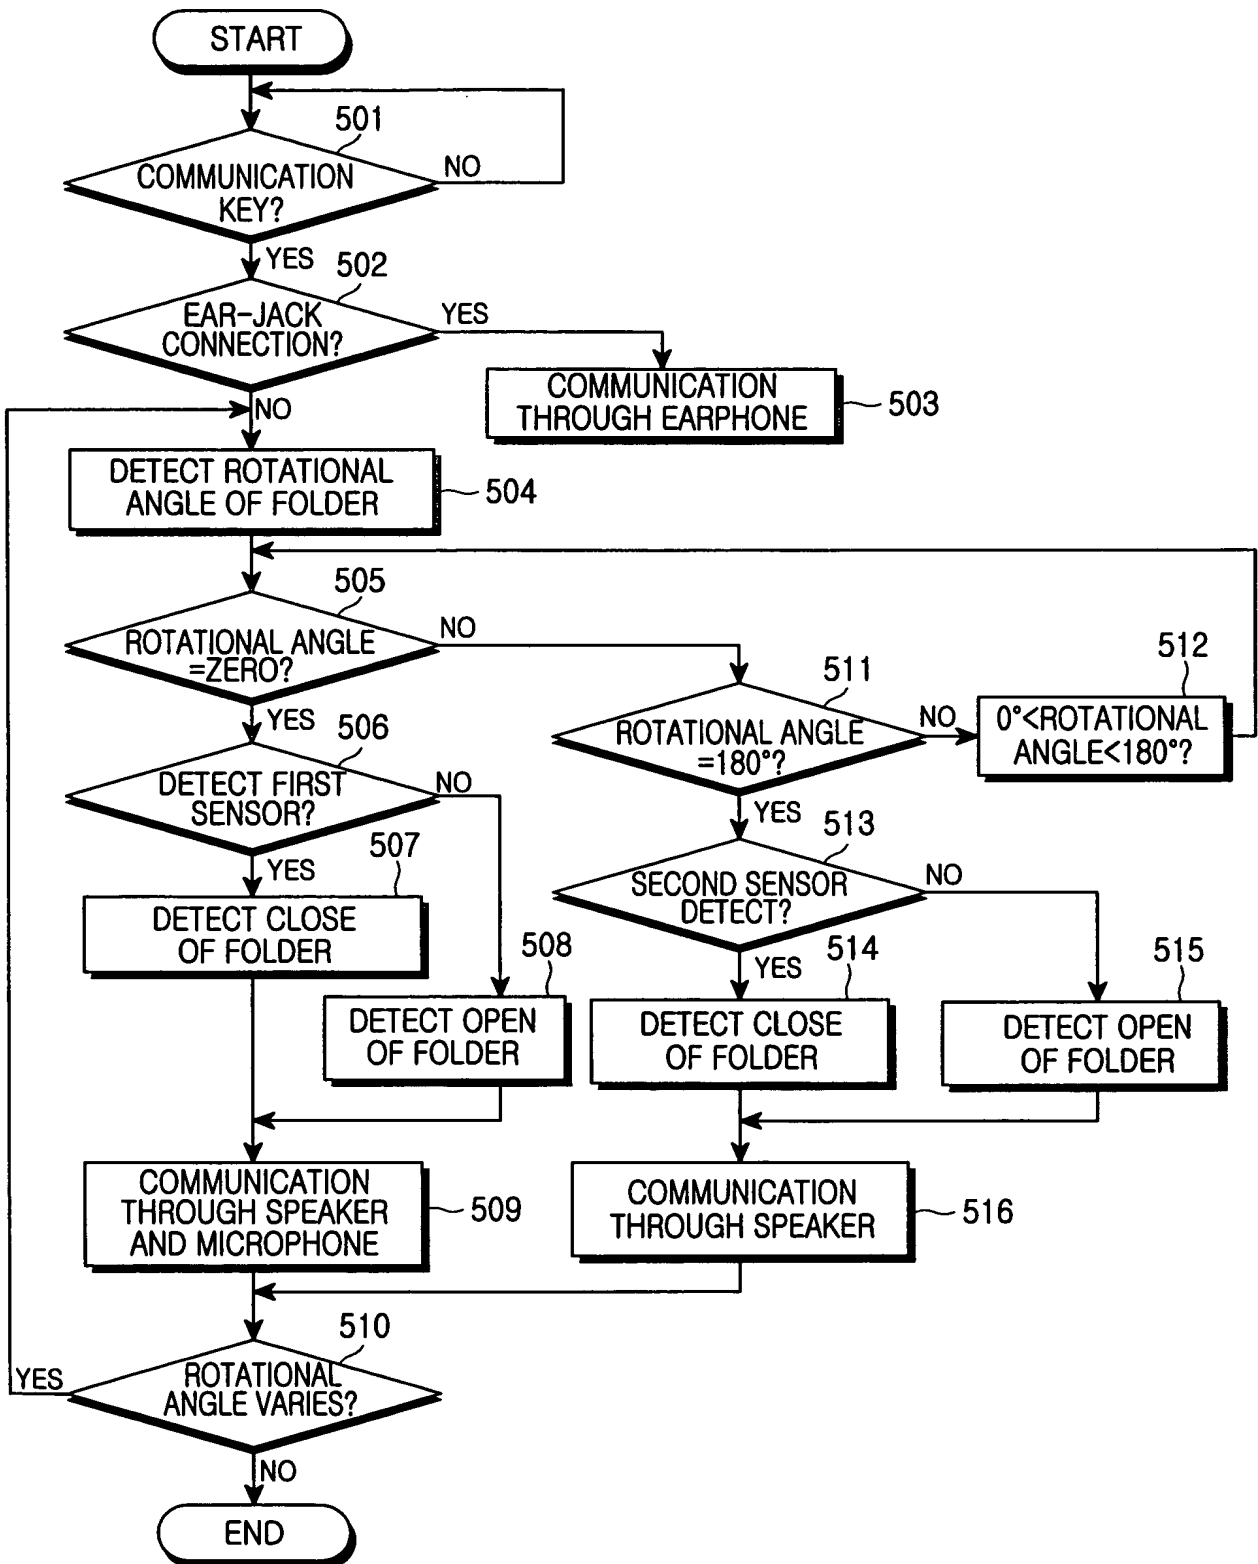 START
501
COMMUNICATION
KEY?
NO
YES
502
EAR-JACK
CONNECTION?
YES
COMMUNICATION
THROUGH EARPHONE
503
NO
DETECT ROTATIONAL
ANGLE OF FOLDER
504
505
ROTATIONAL ANGLE
=ZERO?
NO
YES
511
ROTATIONAL ANGLE
=180°?
NO
512
0°<ROTATIONAL
ANGLE<180°?
506
DETECT FIRST
SENSOR?
NO
YES
YES
513
SECOND SENSOR
DETECT?
NO
YES
507
DETECT CLOSE
OF FOLDER
508
DETECT OPEN
OF FOLDER
514
DETECT CLOSE
OF FOLDER
515
DETECT OPEN
OF FOLDER
COMMUNICATION
THROUGH SPEAKER
AND MICROPHONE
509
COMMUNICATION
THROUGH SPEAKER
516
510
ROTATIONAL
ANGLE VARIES?
YES
NO
END